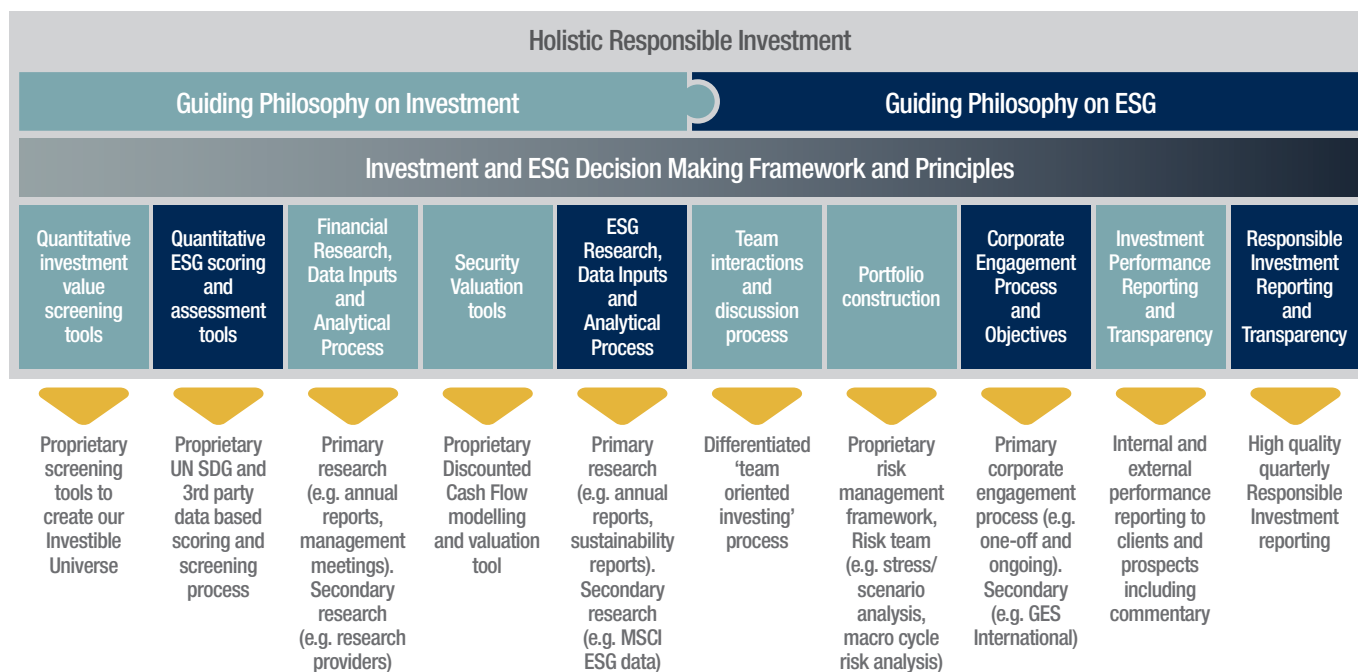 Holistic Responsible Investment
Guiding Philosophy on Investment
Guiding Philosophy on ESG
Investment and ESG Decision Making Framework and Principles
Quantitative
investment
value
screening
tools
Quantitative
ESG scoring
and
assessment
tools
Financial
Research,
Data Inputs
and
Analytical
Process
Security
Valuation
tools
ESG
Research,
Data Inputs
and
Analytical
Process
Team
interactions
and
discussion
process
Portfolio
construction
Corporate
Engagement
Process
and
Objectives
Investment
Performance
Reporting
and
Transparency
Responsible
Investment
Reporting
and
Transparency
Proprietary
screening
tools to
create our
Investible
Universe
Proprietary
UN SDG and
3rd party
data based
scoring and
screening
process
Primary
research
(e.g. annual
reports,
management
meetings).
Secondary
research
(e.g. research
providers)
Proprietary
Discounted
Cash Flow
modelling
and valuation
tool
Primary
research
(e.g. annual
reports,
sustainability
reports).
Secondary
research
(e.g. MSCI
ESG data)
Differentiated
‘team
oriented
investing’
process
Proprietary
risk
management
framework,
Risk team
(e.g. stress/
scenario
analysis,
macro cycle
risk analysis)
Primary
corporate
engagement
process (e.g.
one-off and
ongoing).
Secondary
(e.g. GES
International)
Internal and
external
performance
reporting to
clients and
prospects
including
commentary
High quality
quarterly
Responsible
Investment
reporting